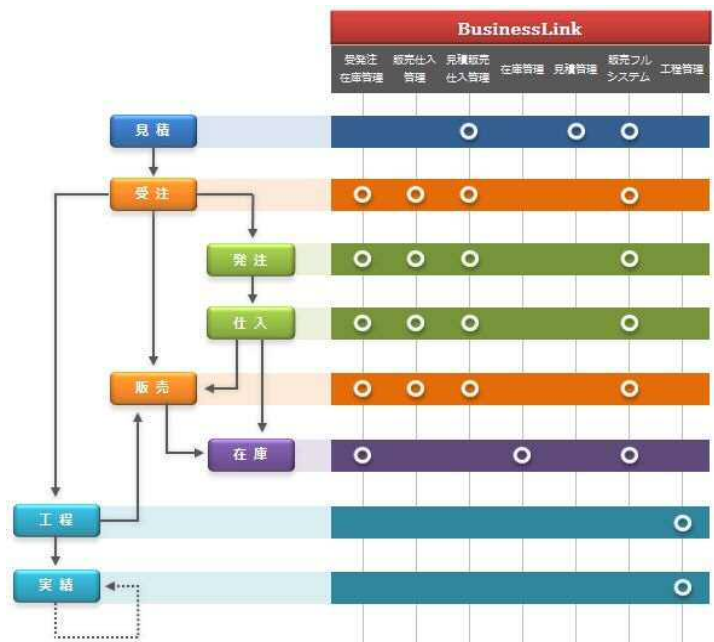 BusinessLink
受発注 販売仕入 見積販売 在庫管理 見積管理 販売フル 工程管理
在庫管理 管理 仕入管理 システム
見積
受注
発注
仕入
販売
在庫
工程
実績